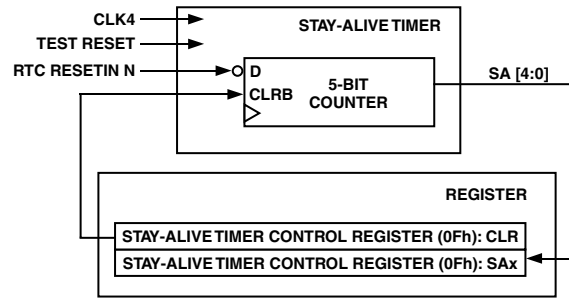 CLK4
STAY-ALIVE TIMER
TEST RESET
RTC RESETIN N
D
5-BIT
COUNTER
SA [4:0]
CLRB
REGISTER
STAY-ALIVE TIMER CONTROL REGISTER (0Fh): CLR
STAY-ALIVE TIMER CONTROL REGISTER (0Fh): SAx